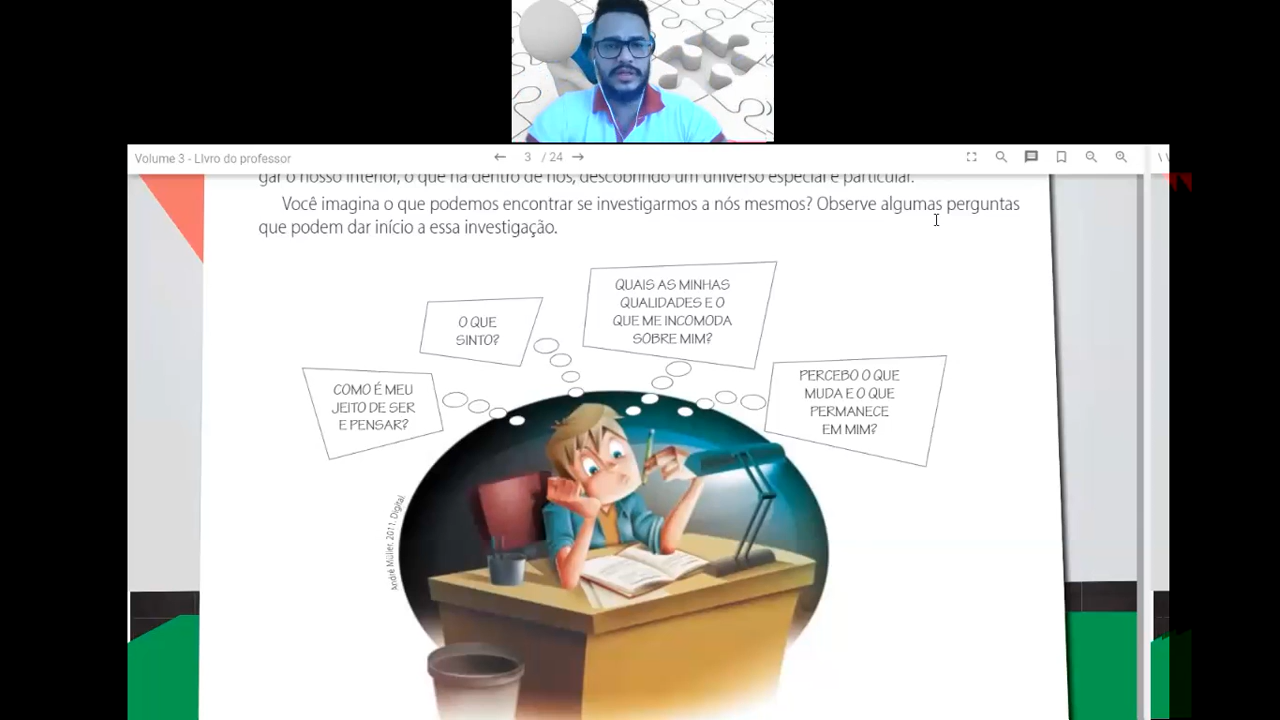 Volume 3 - LIvro do professor
3 / 24
gar o nosso interior, o que há dentro de nós, descobrindo um universo especial e particular.
Você imagina o que podemos encontrar se investigarmos a nós mesmos? Observe algumas perguntas
que podem dar início a essa investigação.
QUAIS AS MINHAS
QUALIDADES E O
QUE ME INCOMODA
SOBRE MIM?
O QUE
SINTO?
PERCEBO O QUE
MUDA E O QUE
PERMANECE
EM MIM?
COMO É MEU
JEITO DE SER
E PENSAR?
André Müller. 2011. Digital.